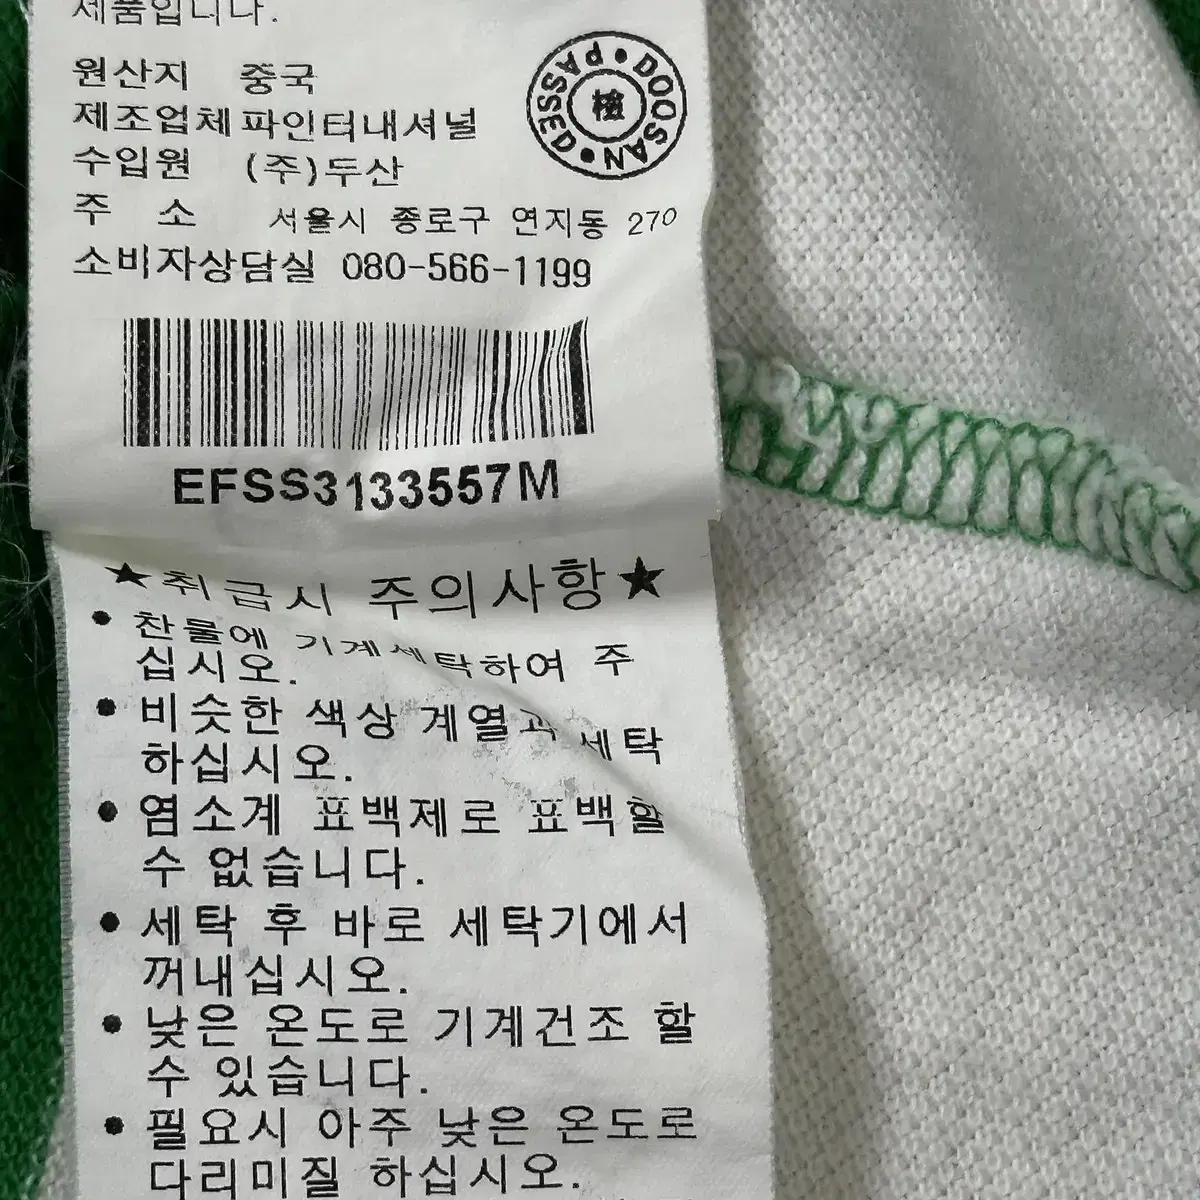 제품입니다.
원산지 중국
제조업체 파인터내셔널
수입원 (주)두산
주 소 서울시 종로구 연지동 270
소비자상담실 080-566-1199
DOOSAN • PASSED •
檢
EFSS3133557M
★취급시 주의사항★
• 찬물에 기계세탁하여 주
십시오.
• 비슷한 색상 계열과 세탁
하십시오.
• 염소계 표백제로 표백할
수 없습니다.
• 세탁 후 바로 세탁기에서
꺼내십시오.
• 낮은 온도로 기계건조 할
수 있습니다.
• 필요시 아주 낮은 온도로
다리미질 하십시오.